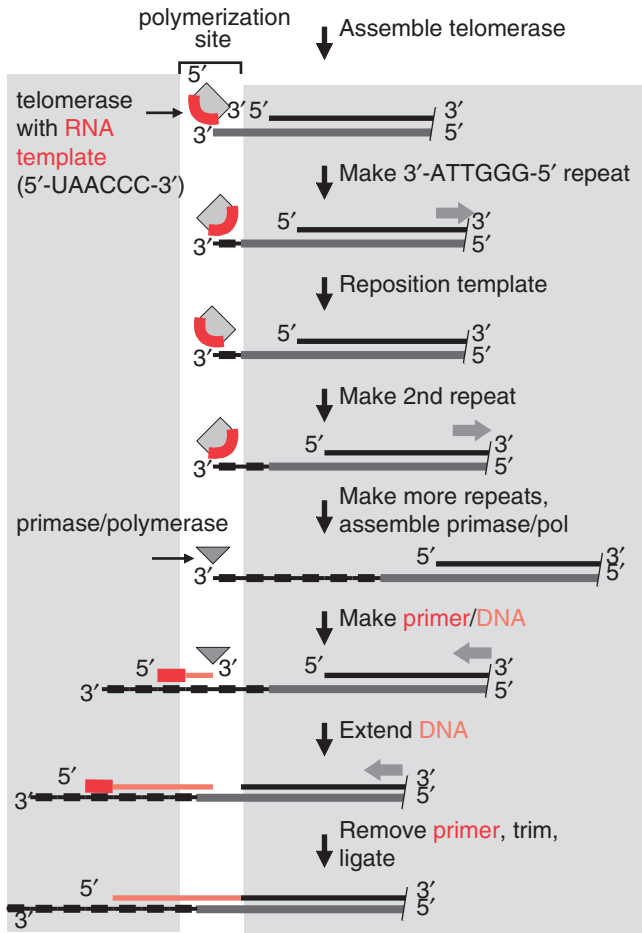 polymerization
site
Assemble telomerase
5′
telomerase
with RNA
template
(5′-UAACCC-3′)
3′ 5′
3′
3′
5′
Make 3′-ATTGGG-5′ repeat
5′
3′
3′
5′
Reposition template
5′
3′
3′
5′
Make 2nd repeat
5′
3′
3′
5′
Make more repeats,
assemble primase/pol
primase/polymerase
5′
3′
3′
5′
Make primer/DNA
5′
3′
5′
3′
3′
5′
Extend DNA
5′
3′
3′
5′
Remove primer, trim,
ligate
5′
3′
3′
5′